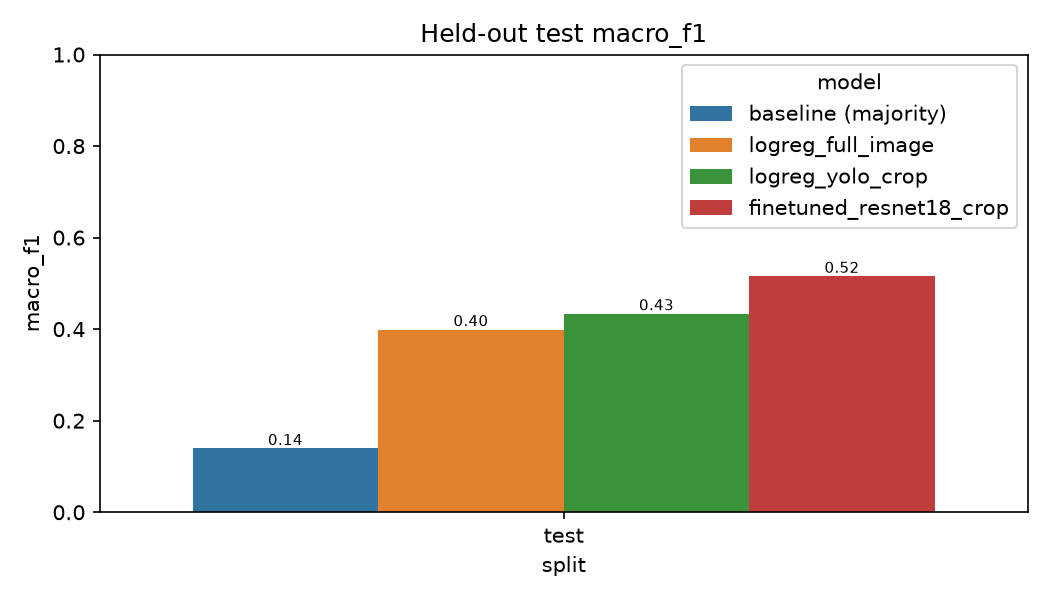 Held-out test macro_f1
macro_f1
1.0
0.8
0.6
0.4
0.2
0.0
model
baseline (majority)
logreg_full_image
logreg_yolo_crop
finetuned_resnet18_crop
0.14
0.40
0.43
0.52
test
split